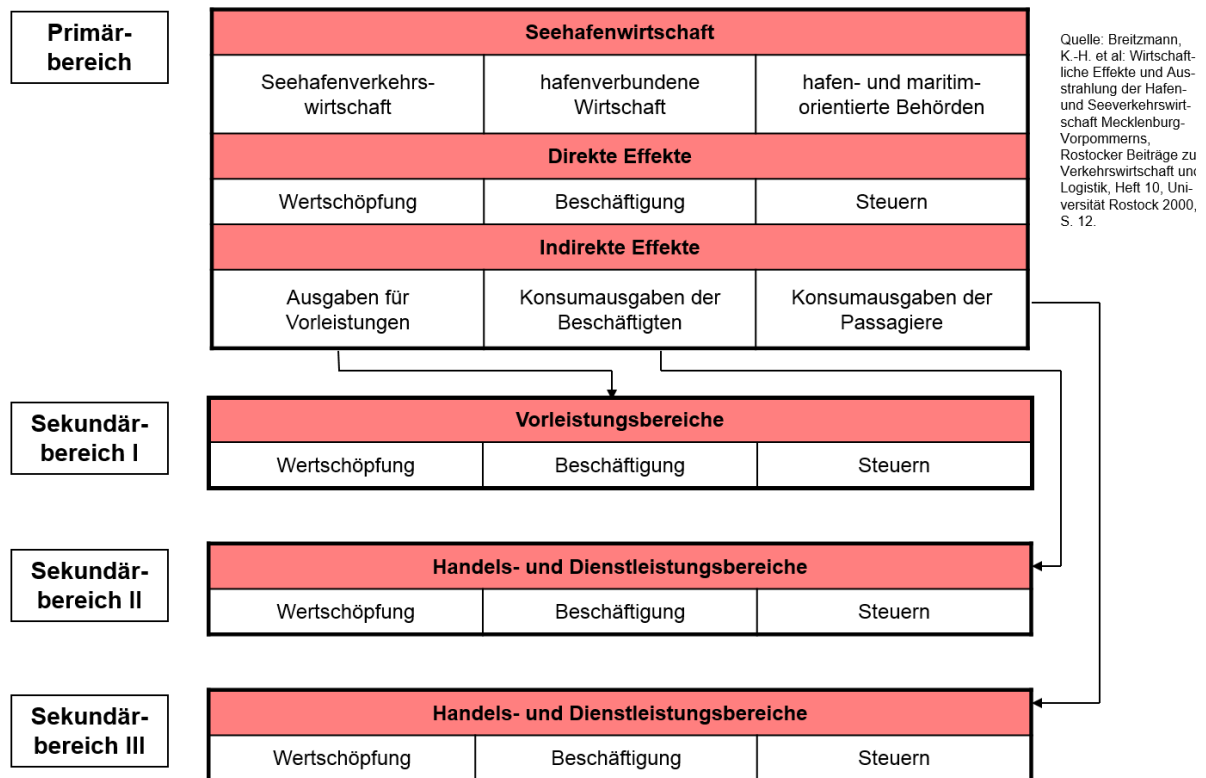 Primär-
bereich
Seehafenwirtschaft
Seehafenverkehrs-
wirtschaft
hafenverbundene
Wirtschaft
hafen- und maritim-
orientierte Behörden
Direkte Effekte
Wertschöpfung
Beschäftigung
Steuern
Indirekte Effekte
Ausgaben für
Vorleistungen
Konsumausgaben der
Beschäftigten
Konsumausgaben der
Passagiere
Quelle: Breitzmann,
K.-H. et al: Wirtschaft-
liche Effekte und Aus-
strahlung der Hafen-
und Seeverkehrswirt-
schaft Mecklenburg-
Vorpommerns,
Rostocker Beiträge zu
Verkehrswirtschaft und
Logistik, Heft 10, Uni-
versität Rostock 2000,
S. 12.
Sekundär-
bereich I
Vorleistungsbereiche
Wertschöpfung
Beschäftigung
Steuern
Sekundär-
bereich II
Handels- und Dienstleistungsbereiche
Wertschöpfung
Beschäftigung
Steuern
Sekundär-
bereich III
Handels- und Dienstleistungsbereiche
Wertschöpfung
Beschäftigung
Steuern